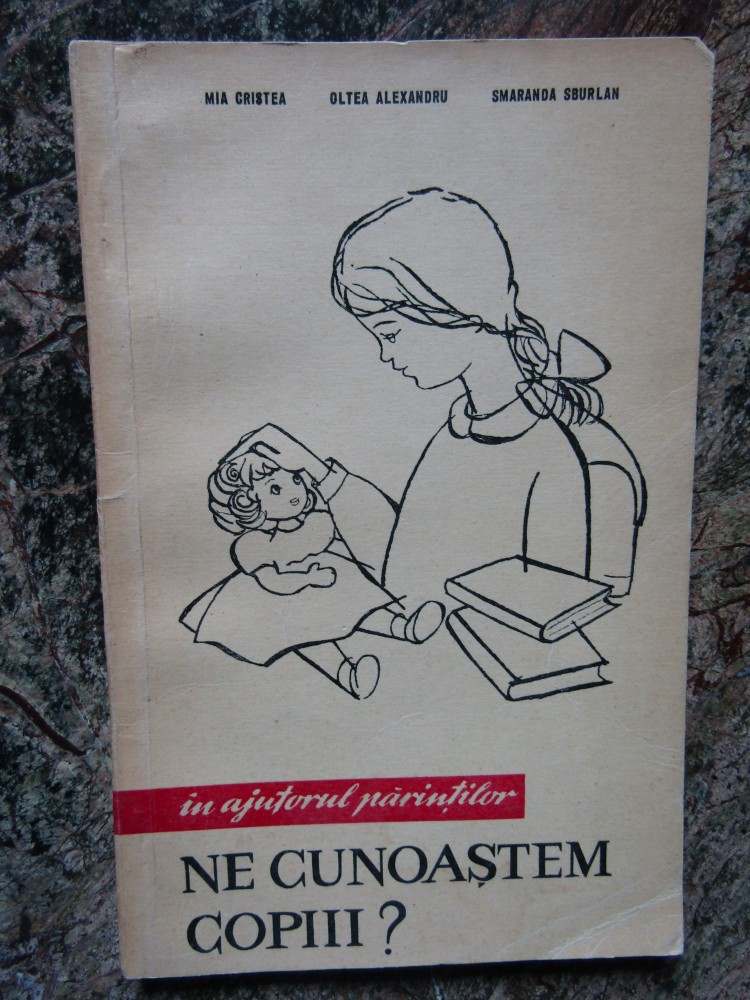 MIA CRISTEA OLTEA ALEXANDRU SMARANDA SBURLAN
în ajutorul părinților
NE CUNOAȘTEM
COPIII?